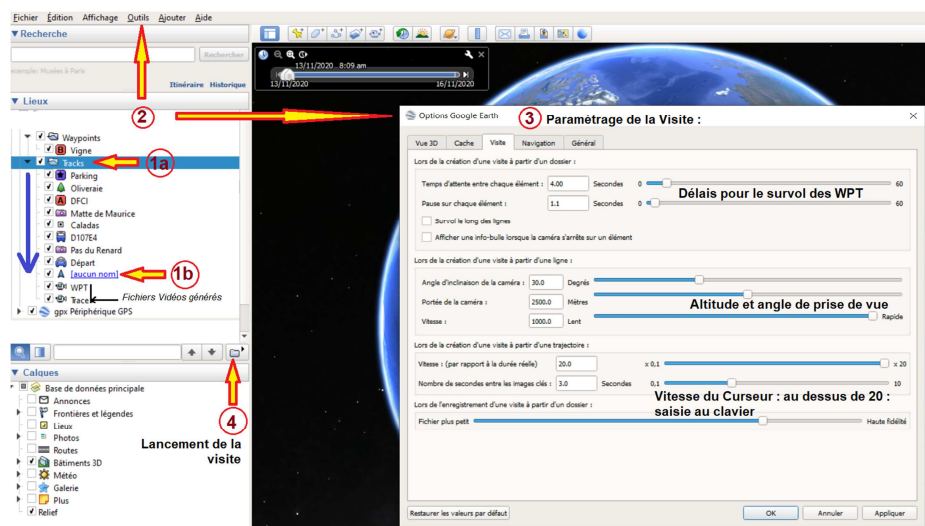 Fichier Édition Affichage Outils Ajouter Aide
Recherche
Rechercher
exemple: Musées à Paris
Itinéraire Historique
13/11/2020 8:09 am
13/11/2020 16/11/2020
Lieux
2
3 Paramétrage de la Visite :
Options Google Earth
Waypoints
Vigne
1a
Tracks
Parking
Oliveraie
DFCI
Matte de Maurice
Caladas
D107E4
Pas du Renard
Départ
[aucun nom]
1b
WPT
Fichiers Vidéos générés
Trace
gpx Périphérique GPS
Vue 3D Cache Visite Navigation Général
Lors de la création d'une visite à partir d'un dossier :
Temps d'attente entre chaque élément : 4.00 Secondes 0 60
Délais pour le survol des WPT
Pause sur chaque élément : 1.1 Secondes 0 60
Survol le long des lignes
Afficher une info-bulle lorsque la caméra s'arrête sur un élément
Lors de la création d'une visite à partir d'une ligne :
Angle d'inclinaison de la caméra : 30.0 Degrés
Portée de la caméra : 2500.0 Mètres
Altitude et angle de prise de vue
Vitesse : 1000.0 Lent Rapide
Lors de la création d'une visite à partir d'une trajectoire :
Vitesse : (par rapport à la durée réelle) 20.0 x 0,1 x 20
Nombre de secondes entre les images clés : 3.0 Secondes 0,1 10
Vitesse du Curseur : au dessus de 20 :
saisie au clavier
Lors de l'enregistrement d'une visite à partir d'un dossier :
Fichier plus petit Haute fidélité
Restaurer les valeurs par défaut OK Annuler Appliquer
Calques
Base de données principale
Annonces
Frontières et légendes
Lieux
Photos
Routes
Bâtiments 3D
Météo
Galerie
Plus
Relief
4
Lancement de la
visite